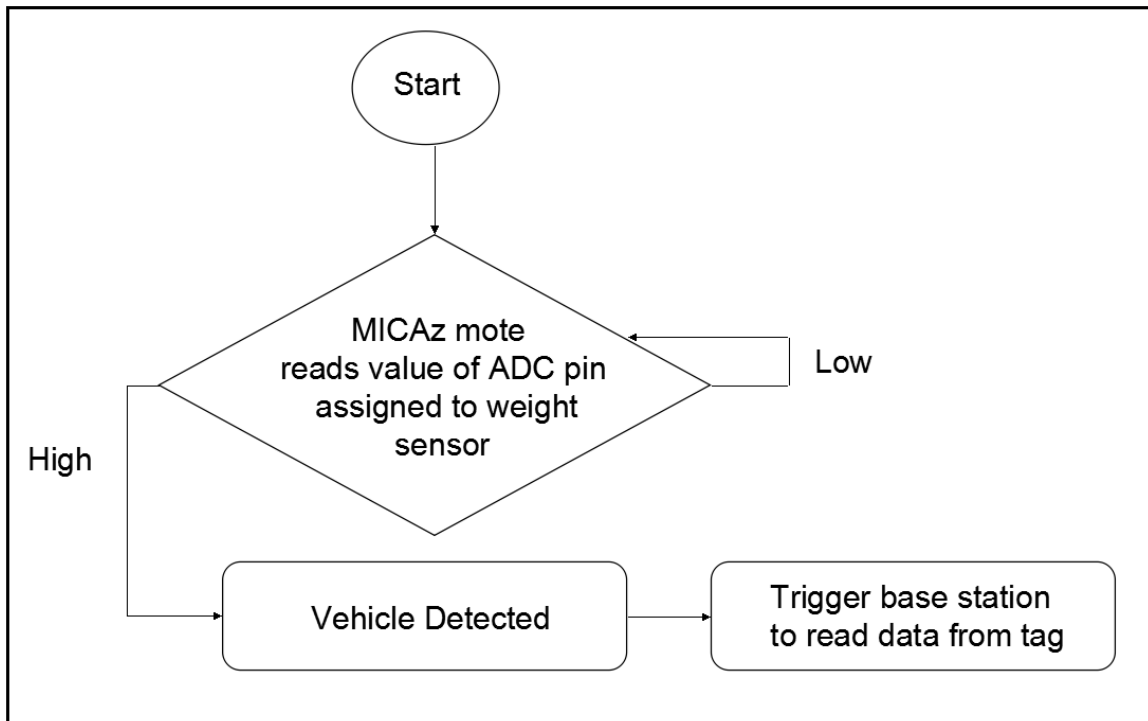 Start
MICAz mote
reads value of ADC pin
assigned to weight
sensor
Low
High
Vehicle Detected
Trigger base station
to read data from tag